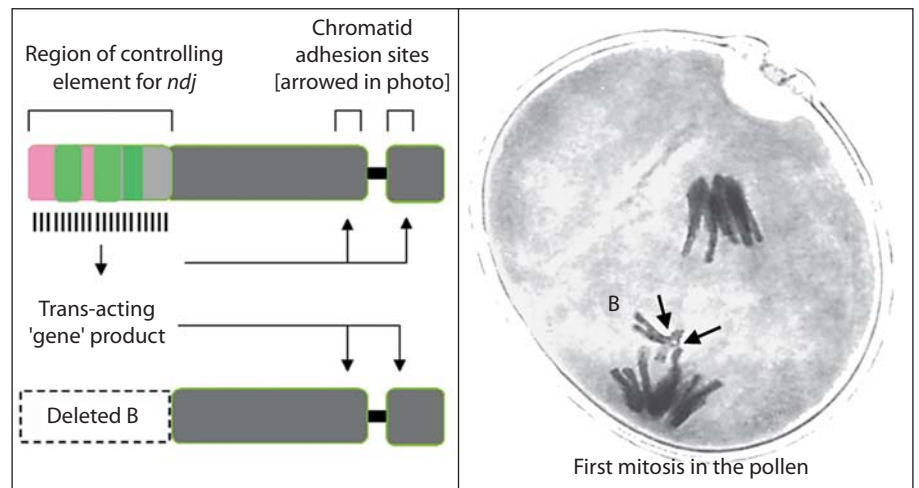 Region of controlling
element for ndj
Chromatid
adhesion sites
[arrowed in photo]
Trans-acting
'gene' product
Deleted B
B
First mitosis in the pollen